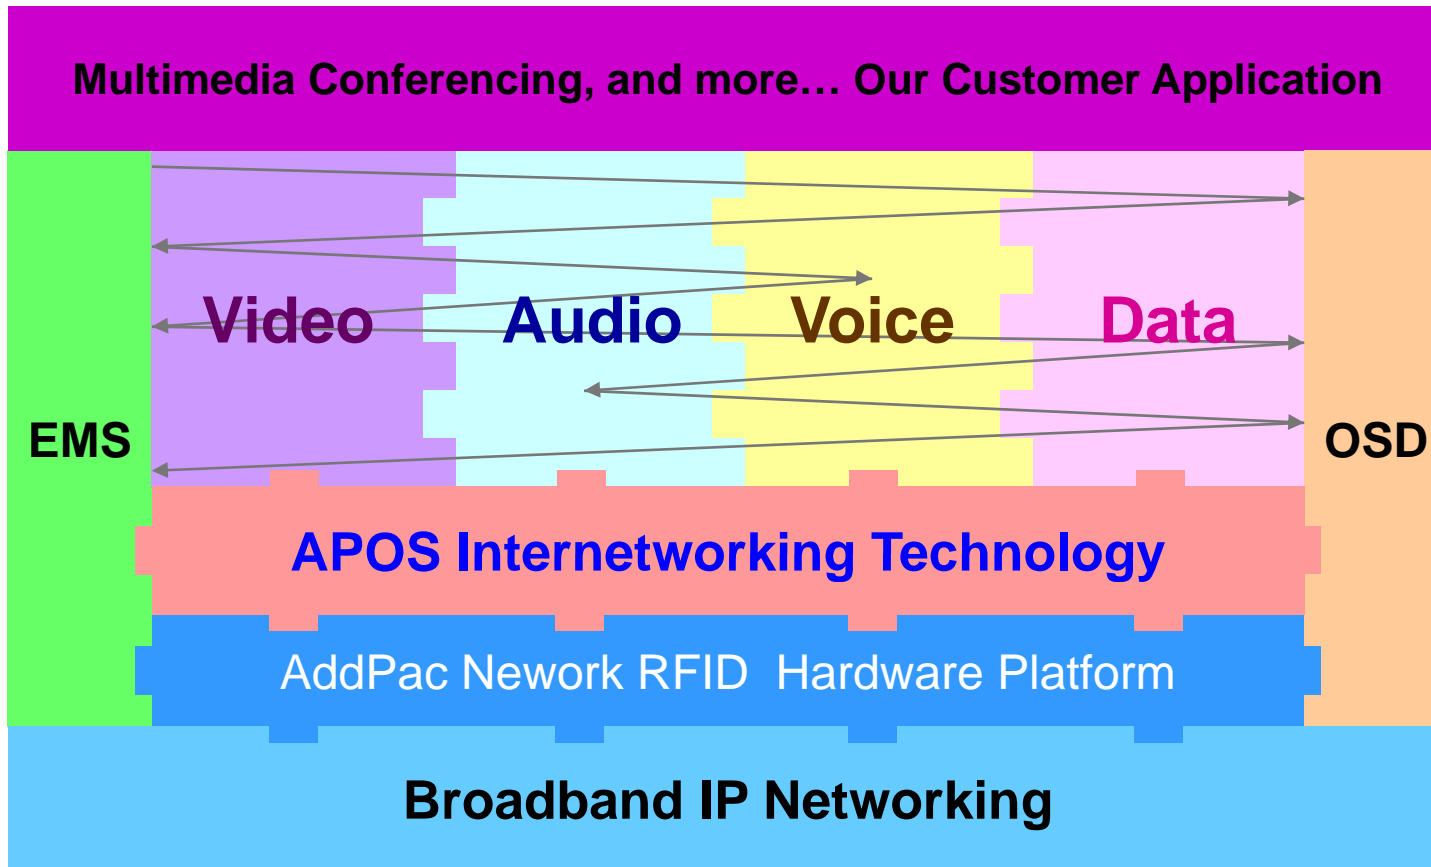 Multimedia Conferencing, and more… Our Customer Application
Video Audio Voice Data
EMS OSD
APOS Internetworking Technology
AddPac Nework RFID  Hardware Platform
Broadband IP Networking